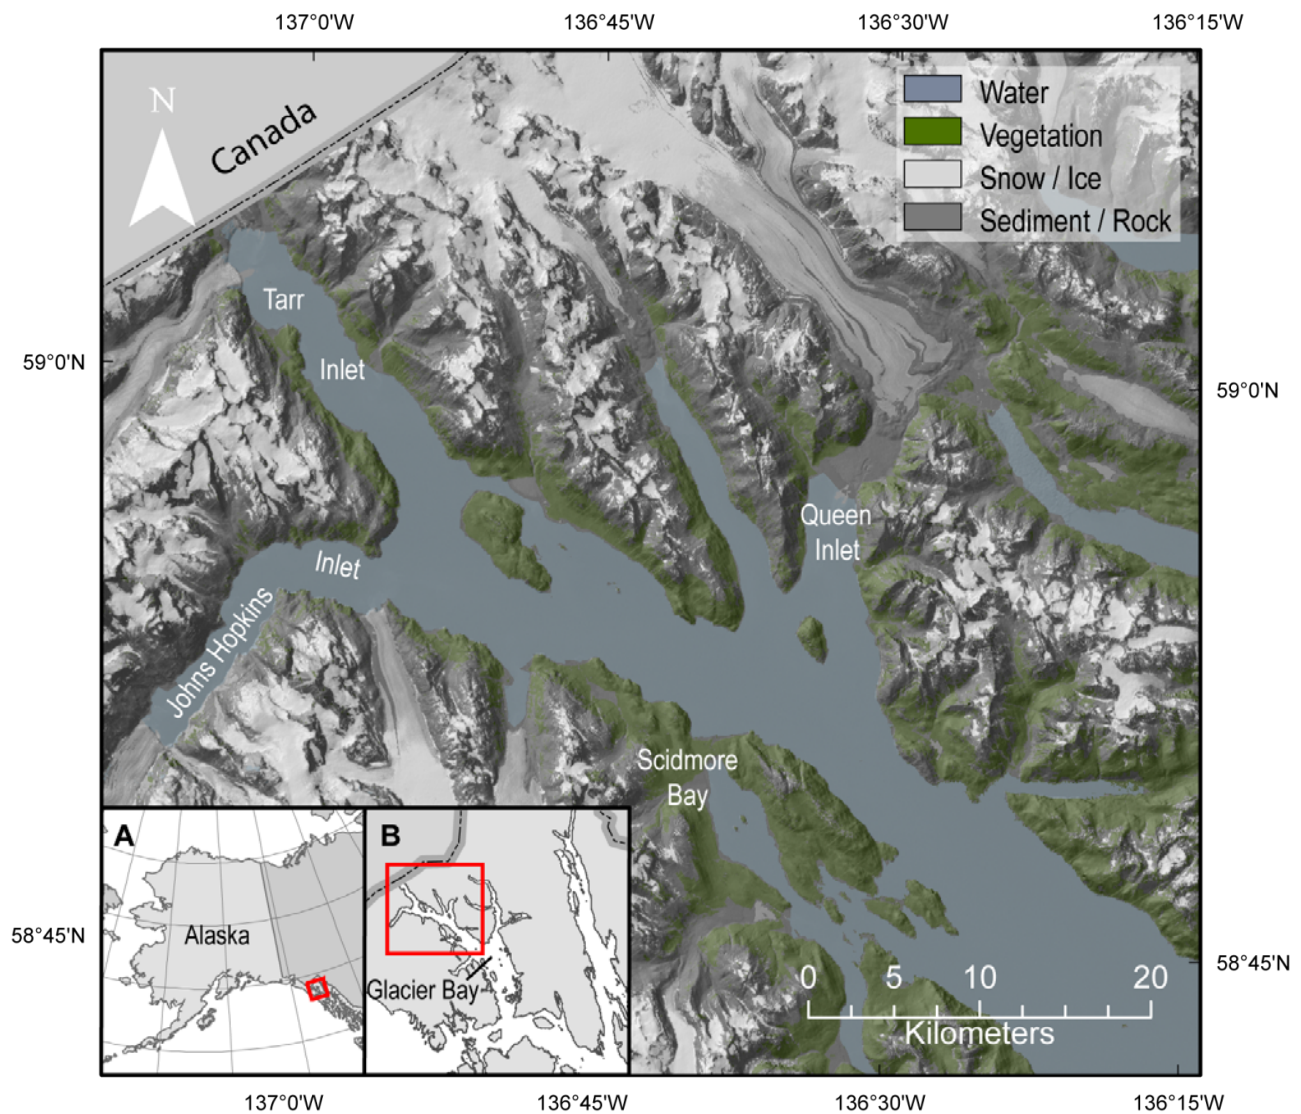 137°0'W
136°45'W
136°30'W
136°15'W
N
Canada
Water
Vegetation
Snow / Ice
Sediment / Rock
Tarr
Inlet
59°0'N
59°0'N
Queen
Inlet
Inlet
Johns Hopkins
Scidmore
Bay
A
B
Alaska
Glacier Bay
58°45'N
58°45'N
0
5
10
20
Kilometers
137°0'W
136°45'W
136°30'W
136°15'W